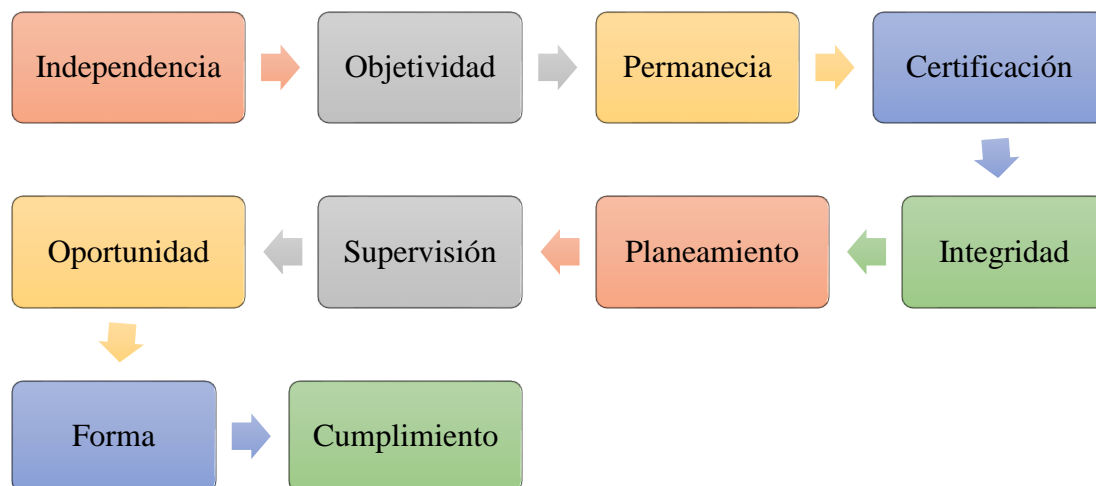 Independencia
Objetividad
Permanecia
Certificación
Integridad
Planeamiento
Supervisión
Oportunidad
Forma
Cumplimiento